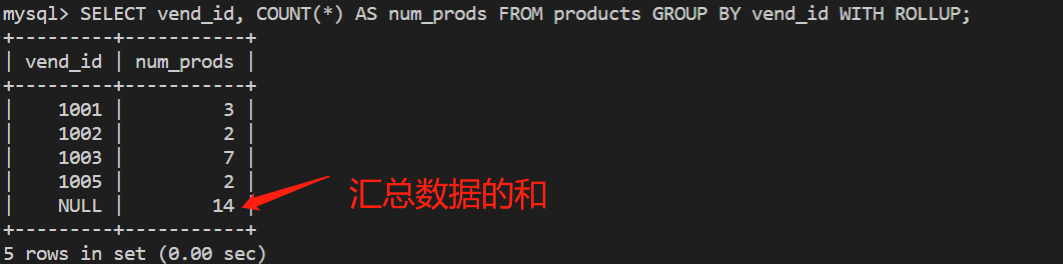 mysql> SELECT vend_id, COUNT(*) AS num_prods FROM products GROUP BY vend_id WITH ROLLUP;
+---------+-----------+
| vend_id | num_prods |
+---------+-----------+
|    1001 |         3 |
|    1002 |         2 |
|    1003 |         7 |
|    1005 |         2 |
|    NULL |        14 | 汇总数据的和
+---------+-----------+
5 rows in set (0.00 sec)